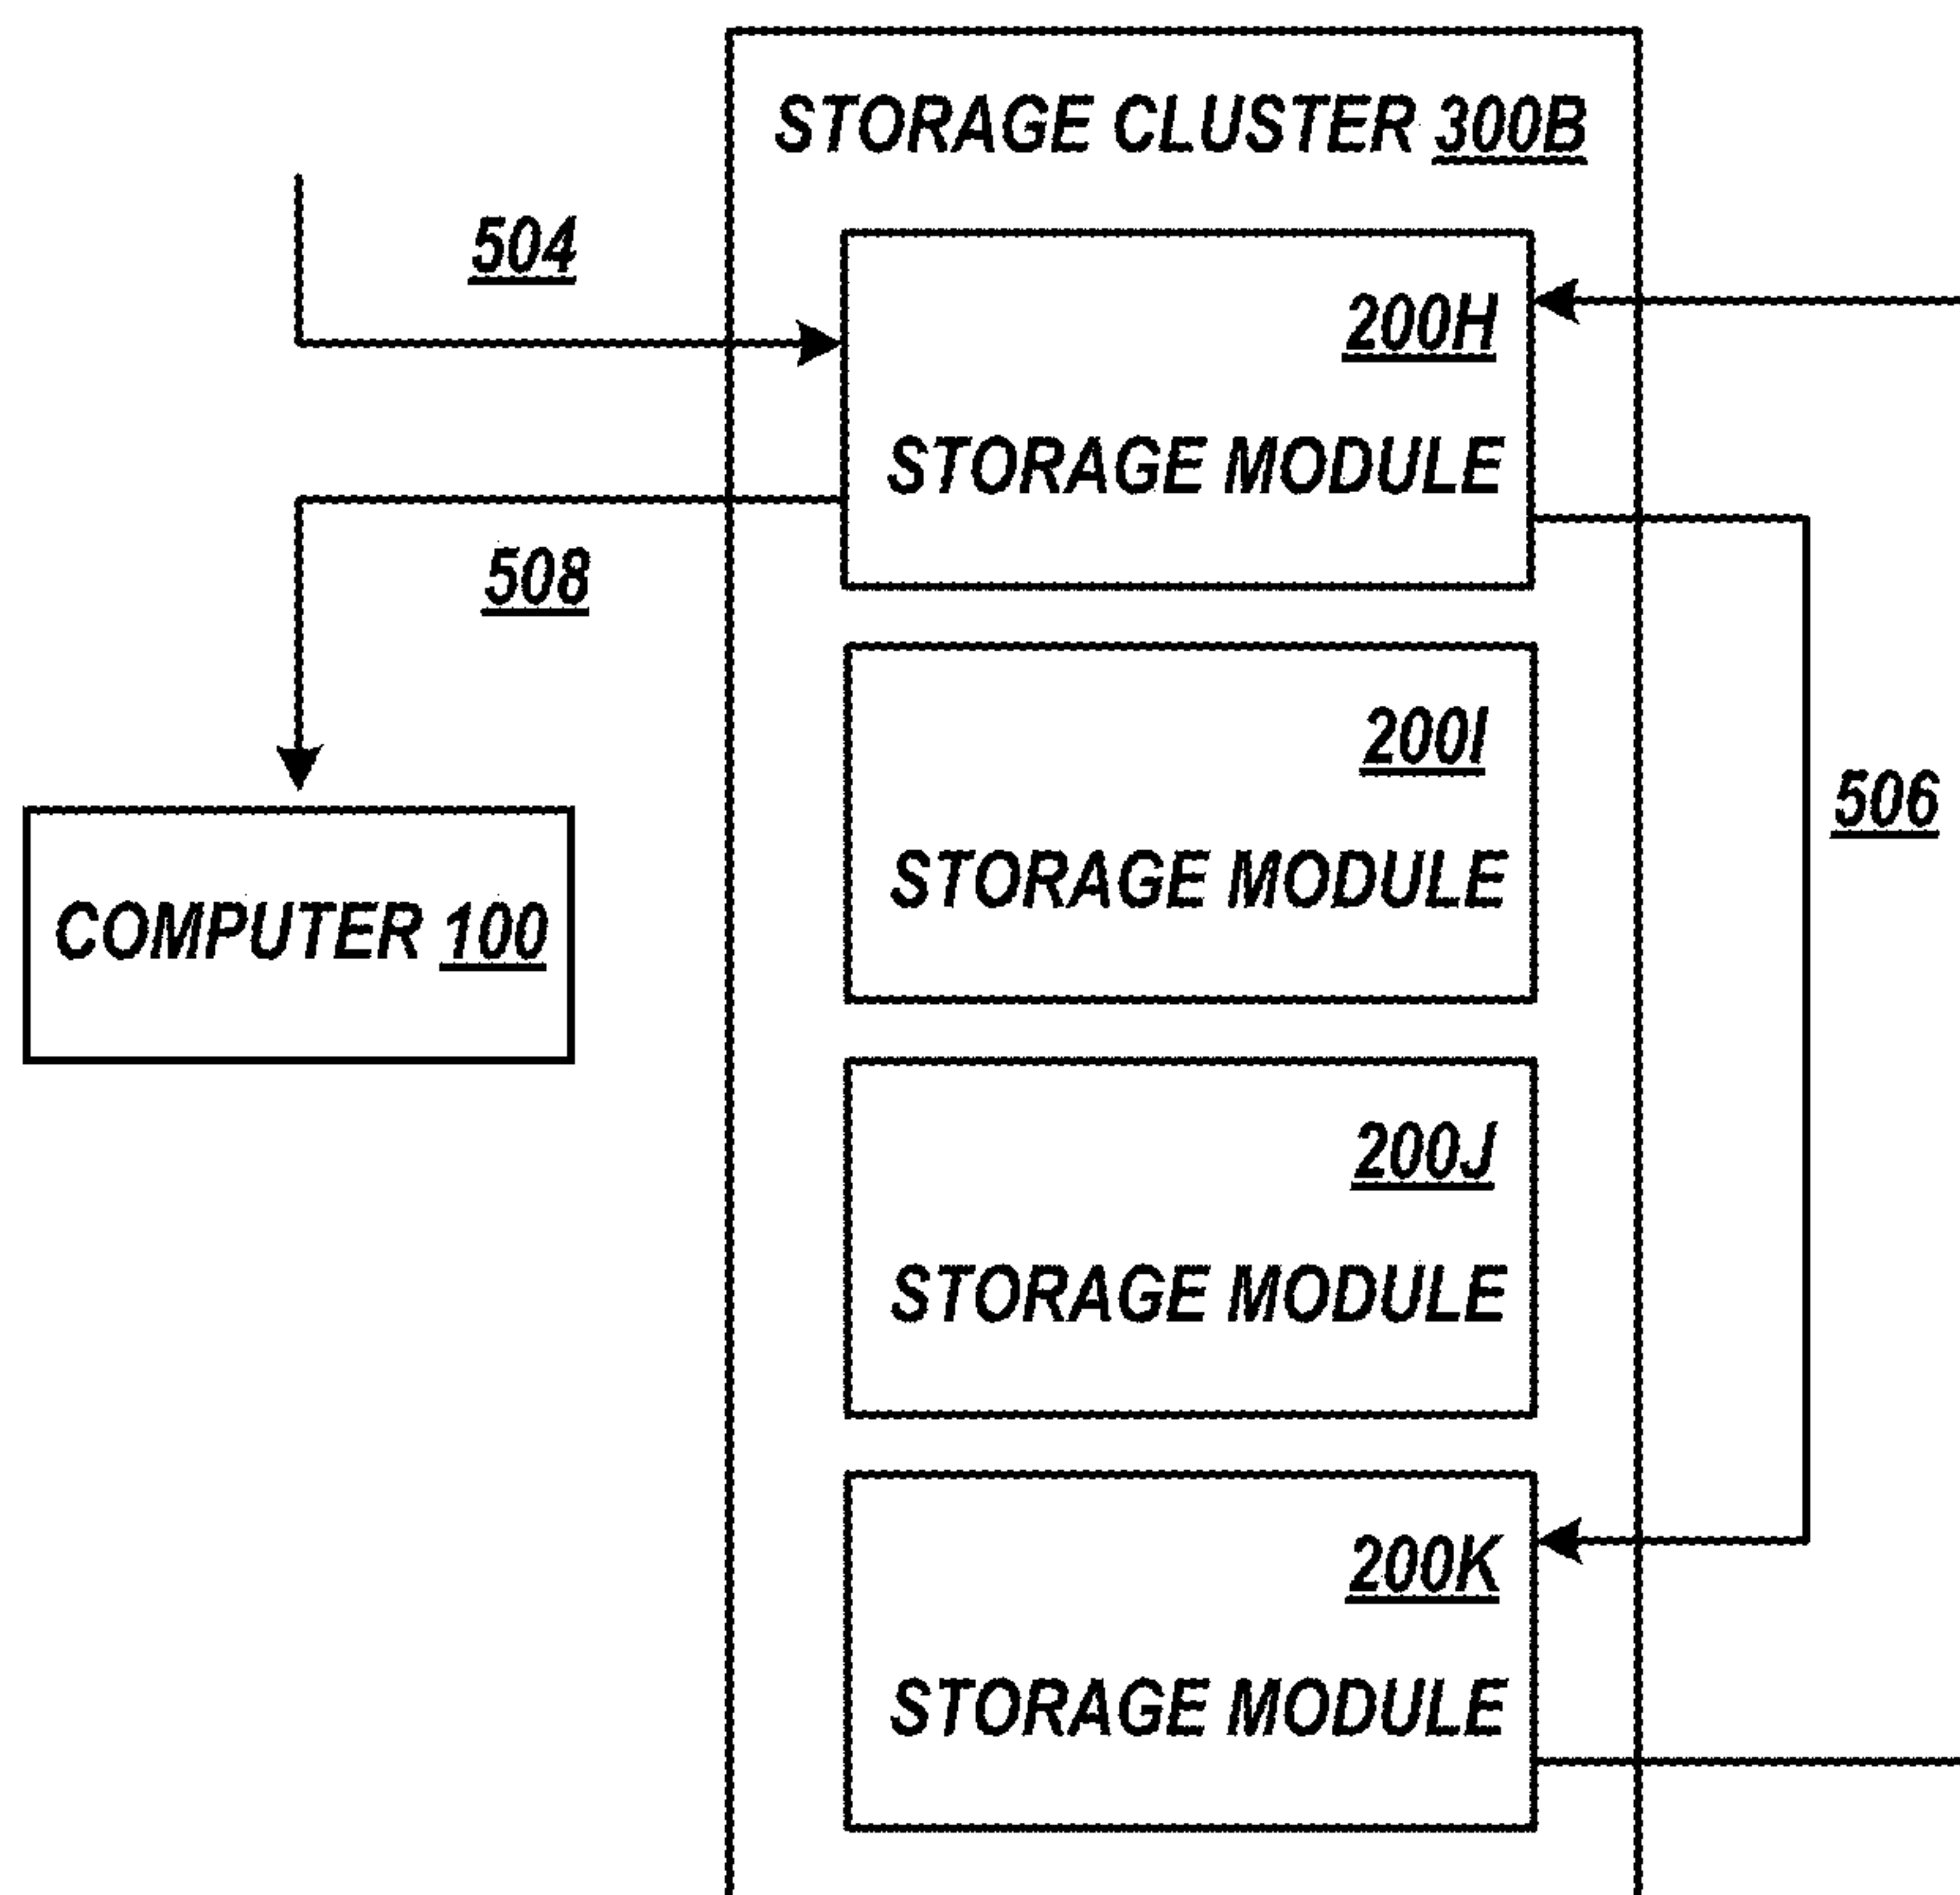 STORAGE CLUSTER 300B
504
200H
STORAGE MODULE
508
200I
STORAGE MODULE
506
COMPUTER 100
200J
STORAGE MODULE
200K
STORAGE MODULE